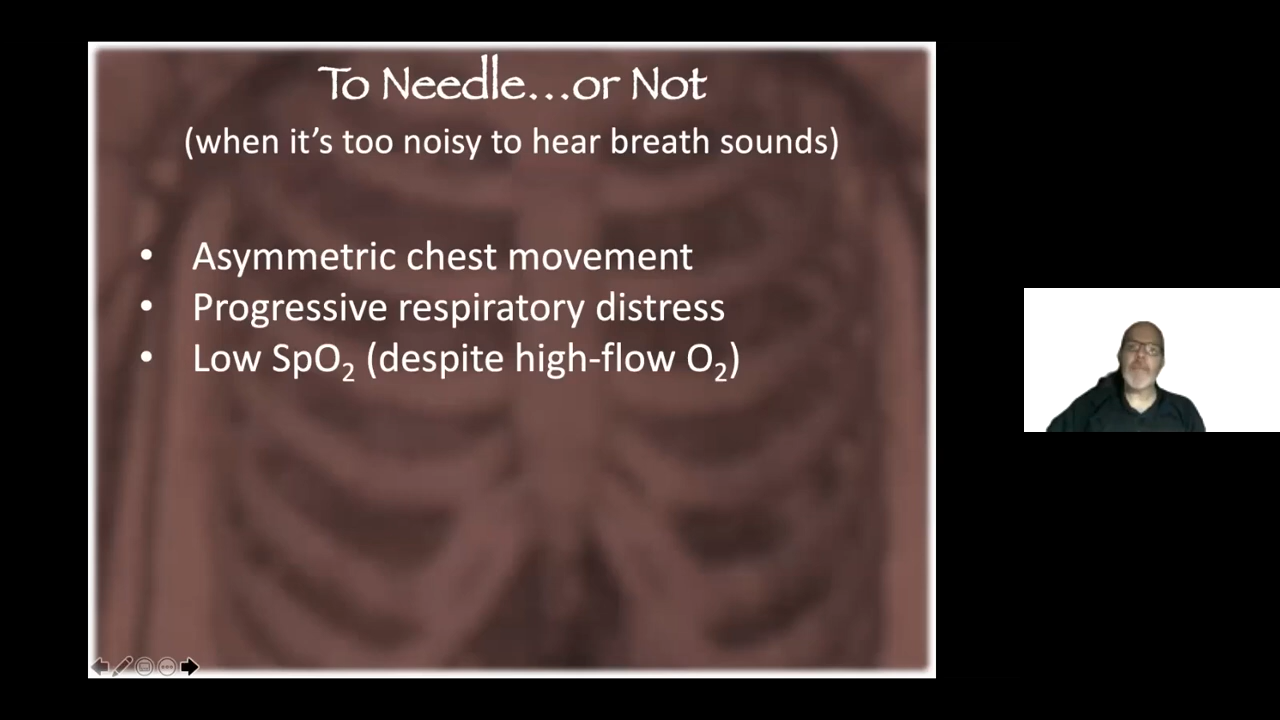 To Needle...or Not
(when it's too noisy to hear breath sounds)
• Asymmetric chest movement
• Progressive respiratory distress
• Low SpO₂ (despite high-flow O₂)